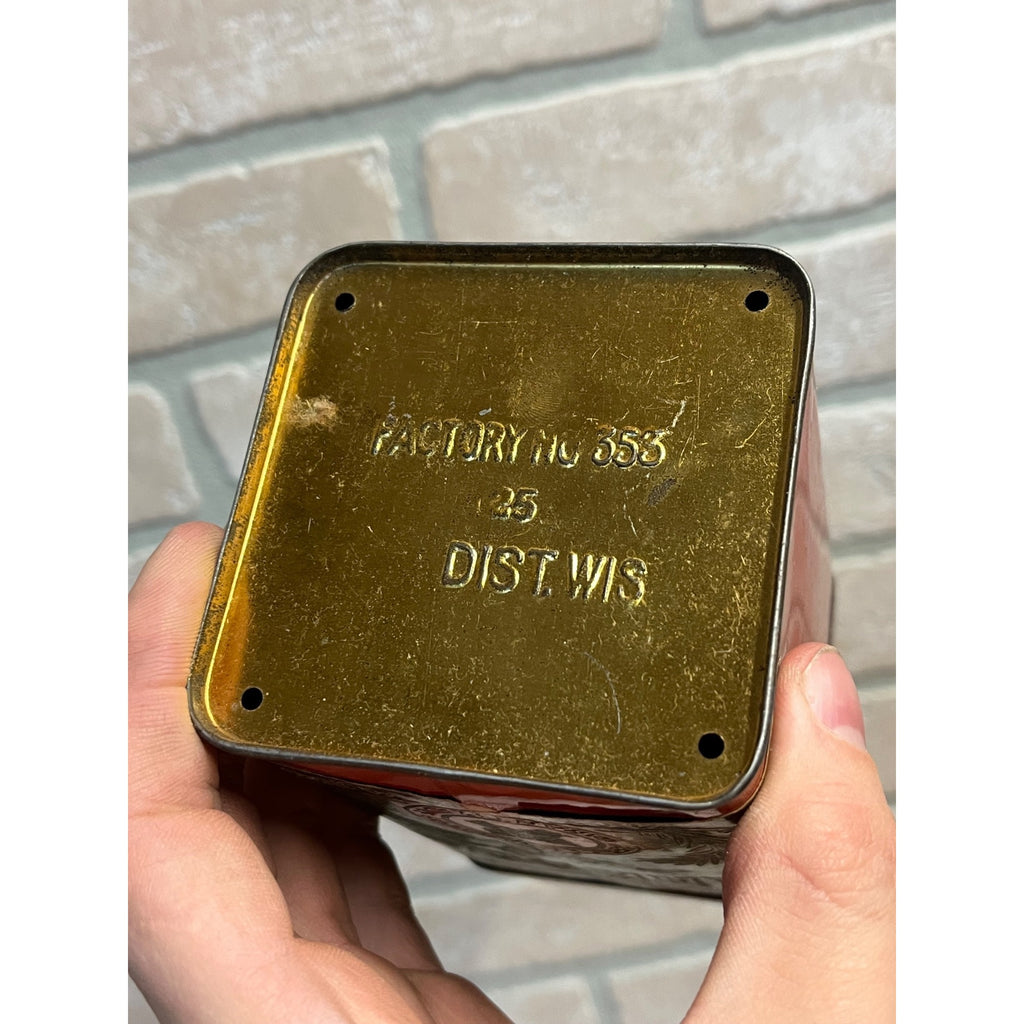 FACTORY NO 353
25
DIST. WIS